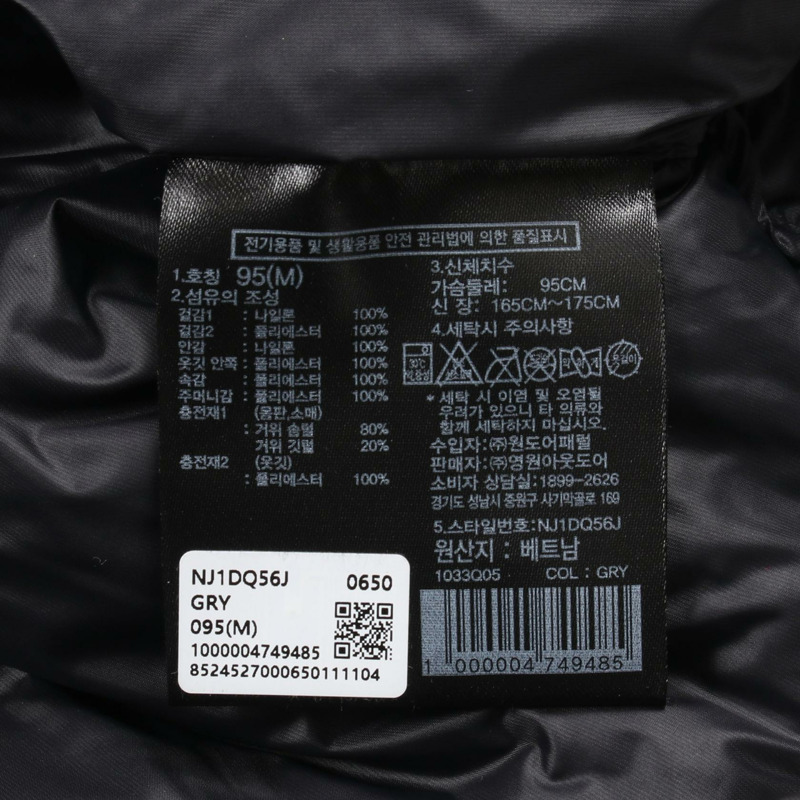 전기용품 및 생활용품 안전 관리법에 의한 품질표시
1.호칭 95(M)
2.섬유의 조성
겉감1 : 나일론 100%
겉감2 : 폴리에스터 100%
안감 : 나일론 100%
옷깃 안쪽 : 폴리에스터 100%
속감 : 폴리에스터 100%
주머니감 : 폴리에스터 100%
충전재1 (몸판,소매)
: 거위 솜털 80%
거위 깃털 20%
충전재2 (옷깃)
: 폴리에스터 100%
3.신체치수
가슴둘레: 95CM
신 장: 165CM~175CM
4.세탁시 주의사항
* 세탁 시 이염 및 오염될
우려가 있으니 타 의류와
함께 세탁하지 마십시오.
수입자:㈜원도어패럴
판매자:㈜영원아웃도어
소비자 상담실:1899-2626
경기도 성남시 중원구 사기막골로 169
5.스타일번호:NJ1DQ56J
원산지 : 베트남
1033Q05 COL : GRY
1 000004 749485
NJ1DQ56J 0650
GRY
095(M)
1000004749485
8524527000650111104